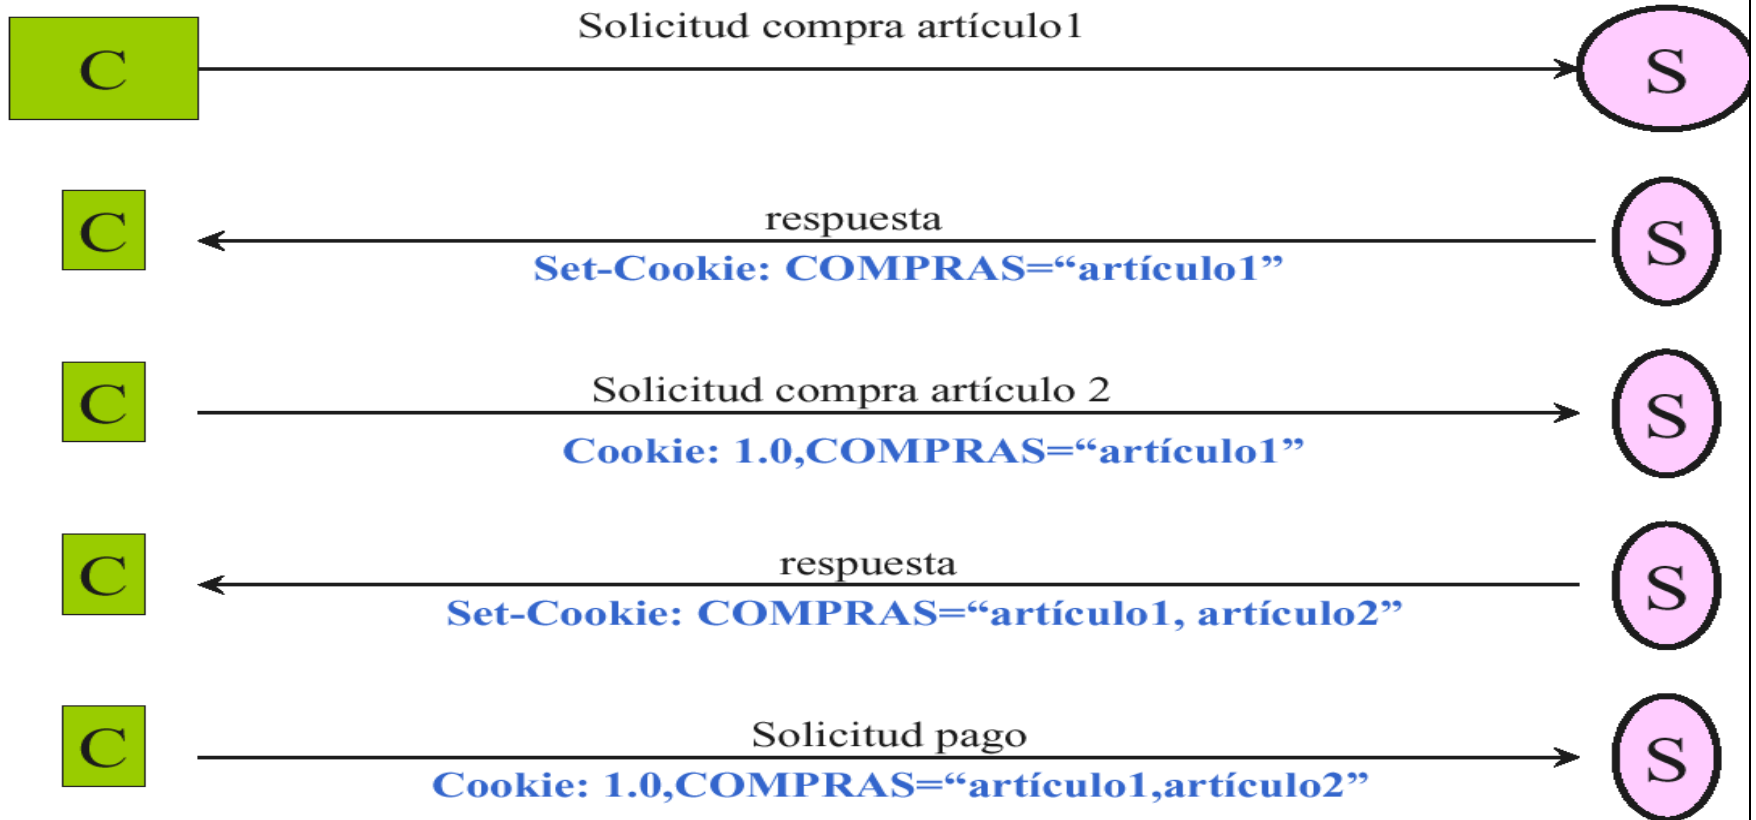 Solicitud compra artículo1
C
S
respuesta
C
S
Set-Cookie: COMPRAS=“artículo1”
Solicitud compra artículo 2
C
S
Cookie: 1.0,COMPRAS=“artículo1”
respuesta
C
S
Set-Cookie: COMPRAS=“artículo1, artículo2”
Solicitud pago
C
S
Cookie: 1.0,COMPRAS=“artículo1,artículo2”